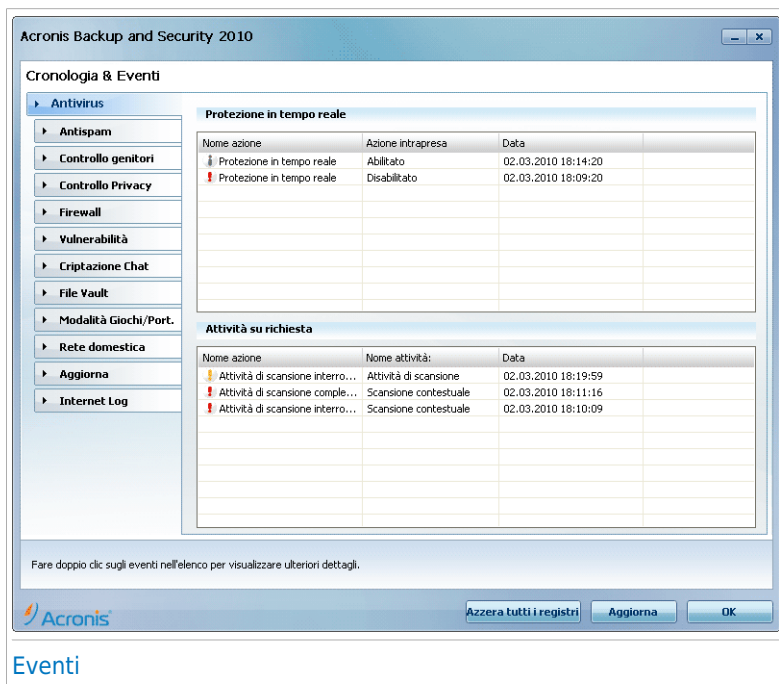 Acronis Backup and Security 2010
Cronologia & Eventi
Antivirus
Antispam
Controllo genitori
Controllo Privacy
Firewall
Vulnerabilità
Criptazione Chat
File Vault
Modalità Giochi/Port.
Rete domestica
Aggiorna
Internet Log
Protezione in tempo reale
Nome azione Azione intrapresa Data
Protezione in tempo reale Abilitato 02.03.2010 18:14:20
Protezione in tempo reale Disabilitato 02.03.2010 18:09:20
Attività su richiesta
Nome azione Nome attività: Data
Attività di scansione interro... Attività di scansione 02.03.2010 18:19:59
Attività di scansione comple... Scansione contestuale 02.03.2010 18:11:16
Attività di scansione interro... Scansione contestuale 02.03.2010 18:10:09
Fare doppio clic sugli eventi nell'elenco per visualizzare ulteriori dettagli.
Acronis
Azzera tutti i registri Aggiorna OK
Eventi